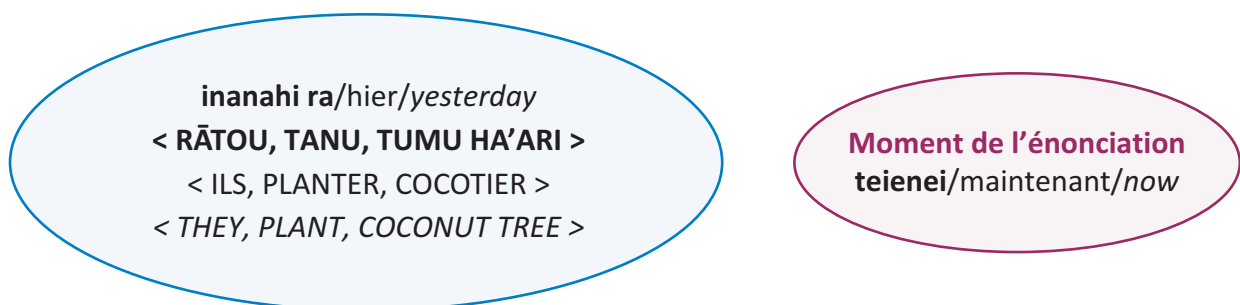 inanahi ra/hier/yesterday
< RĀTOU, TANU, TUMU HA’ARI >
< ILS, PLANTER, COCOTIER >
< THEY, PLANT, COCONUT TREE >
Moment de l’énonciation
teienei/maintenant/now